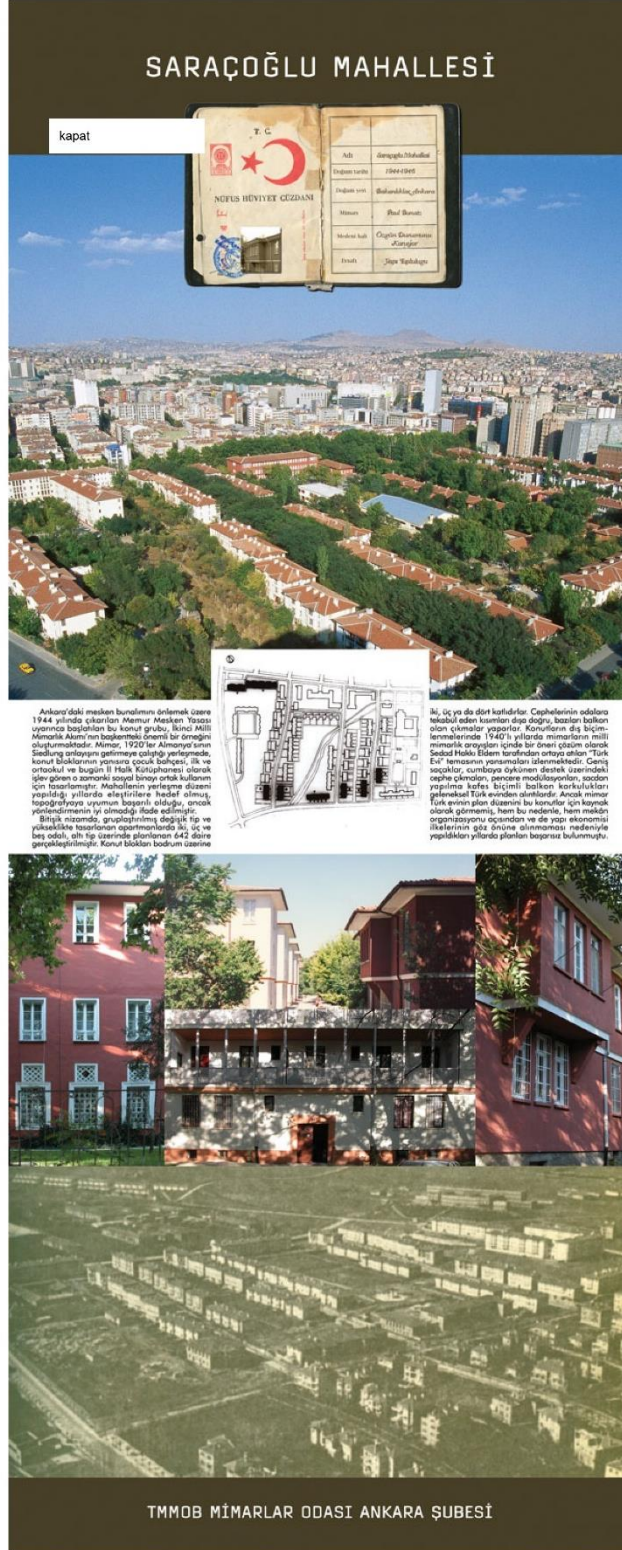 SARAÇOĞLU MAHALLESİ
kapat
T. C.
NÜFUS HÜVİYET CÜZDANI
Adı Saraçoğlu Mahallesi
Doğum tarihi 1944-1945
Doğum yeri Bakanlıklar, Ankara
Mimarı Paul Bonatz
Medeni hali Özgün Durumunu
Koruyor
Evsafı Yapı Topluluğu
Ankara'daki mesken bunalımını önlemek üzere
1944 yılında çıkarılan Memur Mesken Yasası
uyarınca başlatılan bu konut grubu, İkinci Milli
Mimarlık Akımı'nın başkentteki önemli bir örneğini
oluşturmaktadır. Mimar, 1920'ler Almanya'sının
Siedlung anlayışını getirmeye çalıştığı yerleşmede,
konut bloklarının yanısıra çocuk bahçesi, ilk ve
ortaokul ve bugün İl Halk Kütüphanesi olarak
işlev gören o zamanki sosyal binayı ortak kullanım
için tasarlamıştır. Mahallenin yerleşme düzeni
yapıldığı yıllarda eleştirilere hedef olmuş,
topoğrafyaya uyumun başarılı olduğu, ancak
yönlendirmenin iyi olmadığı ifade edilmiştir.
Bitişik nizamda, gruplaştırılmış değişik tip ve
yükseklikte tasarlanan apartmanlarda iki, üç ve
beş odalı, altı tip üzerinde planlanan 642 daire
gerçekleştirilmiştir. Konut blokları bodrum üzerine
iki, üç ya da dört katlıdırlar. Cephelerinin odalara
tekabül eden kısımları dışa doğru, bazıları balkon
olan çıkmalar yaparlar. Konutların dış biçim-
lenmelerinde 1940'lı yıllarda mimarların milli
mimarlık arayışları içinde bir öneri çözüm olarak
Sedad Hakkı Eldem tarafından ortaya atılan "Türk
Evi" temasının yansımaları izlenmektedir. Geniş
saçaklar, cumbaya öykünen destek üzerindeki
cephe çıkmaları, pencere modülasyonları, sacdan
yapılma kafes biçimli balkon korkulukları
geleneksel Türk evinden alıntılardır. Ancak mimar
Türk evinin plan düzenini bu konutlar için kaynak
olarak görmemiş, hem bu nedenle, hem mekân
organizasyonu açısından ve de yapı ekonomisi
ilkelerinin göz önüne alınmaması nedeniyle
yapıldıkları yıllarda planları başarısız bulunmuştu.
TMMOB MİMARLAR ODASI ANKARA ŞUBESİ